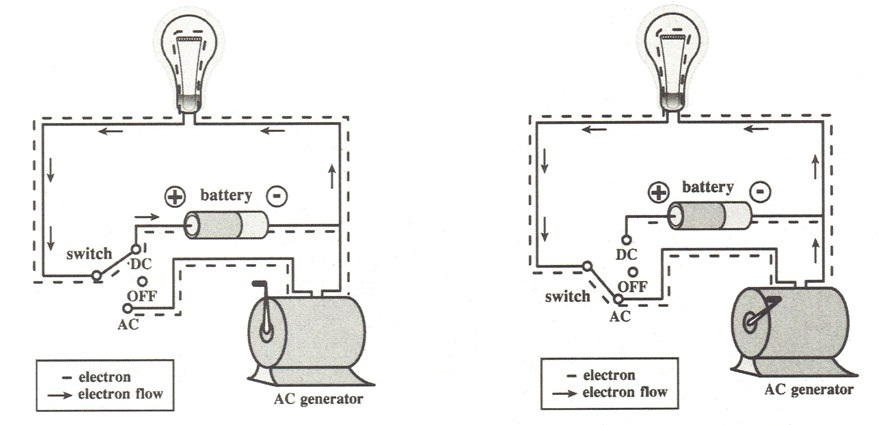 + battery -
switch
DC
OFF
AC
electron
electron flow
AC generator
+ battery -
DC
OFF
switch
AC
electron
electron flow
AC generator